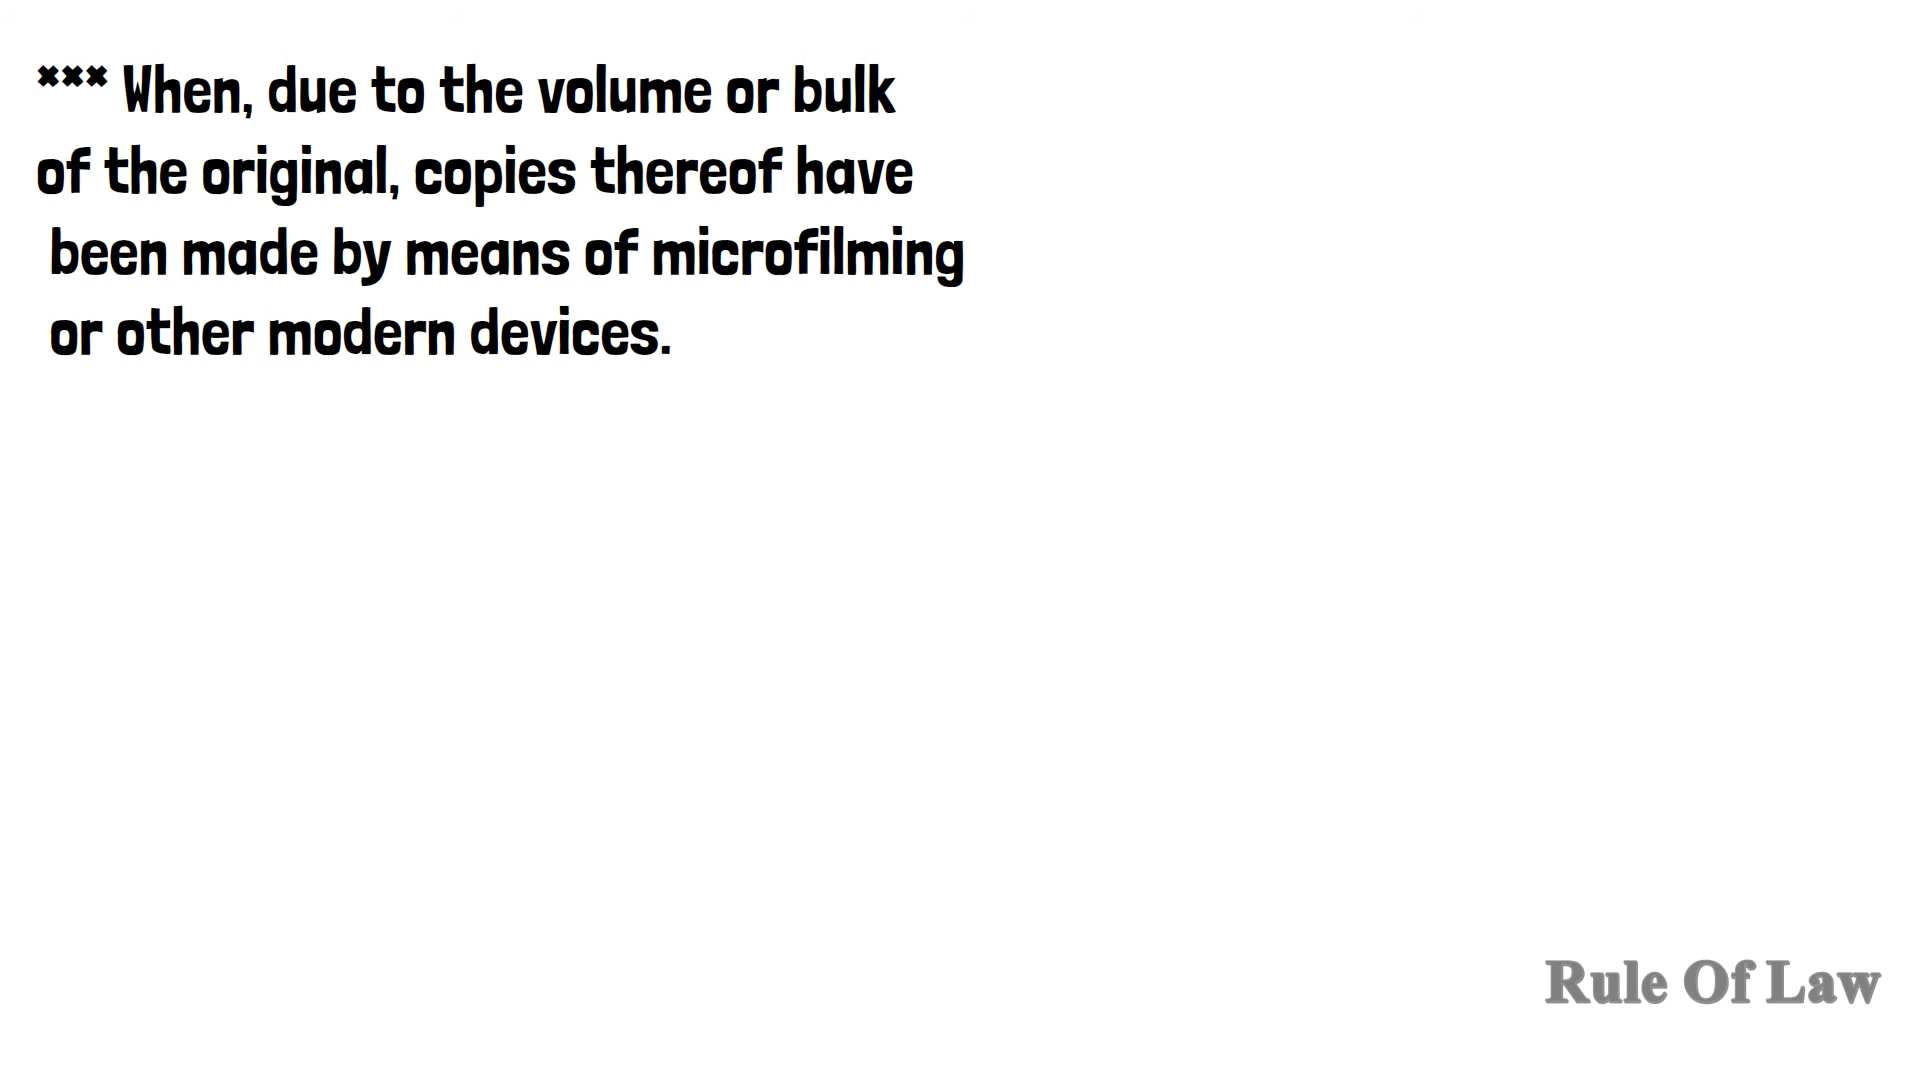 *** When, due to the volume or bulk
of the original, copies thereof have
been made by means of microfilming
or other modern devices.
Rule Of Law